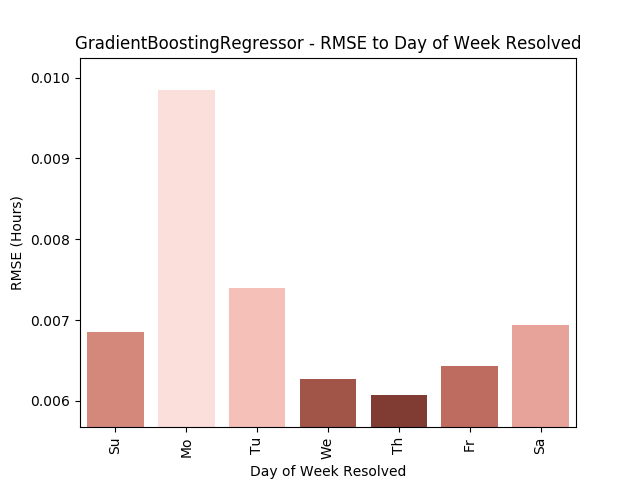 GradientBoostingRegressor - RMSE to Day of Week Resolved
0.010
0.009
0.008
0.007
0.006
RMSE (Hours)
Su
Mo
Tu
We
Th
Fr
Sa
Day of Week Resolved